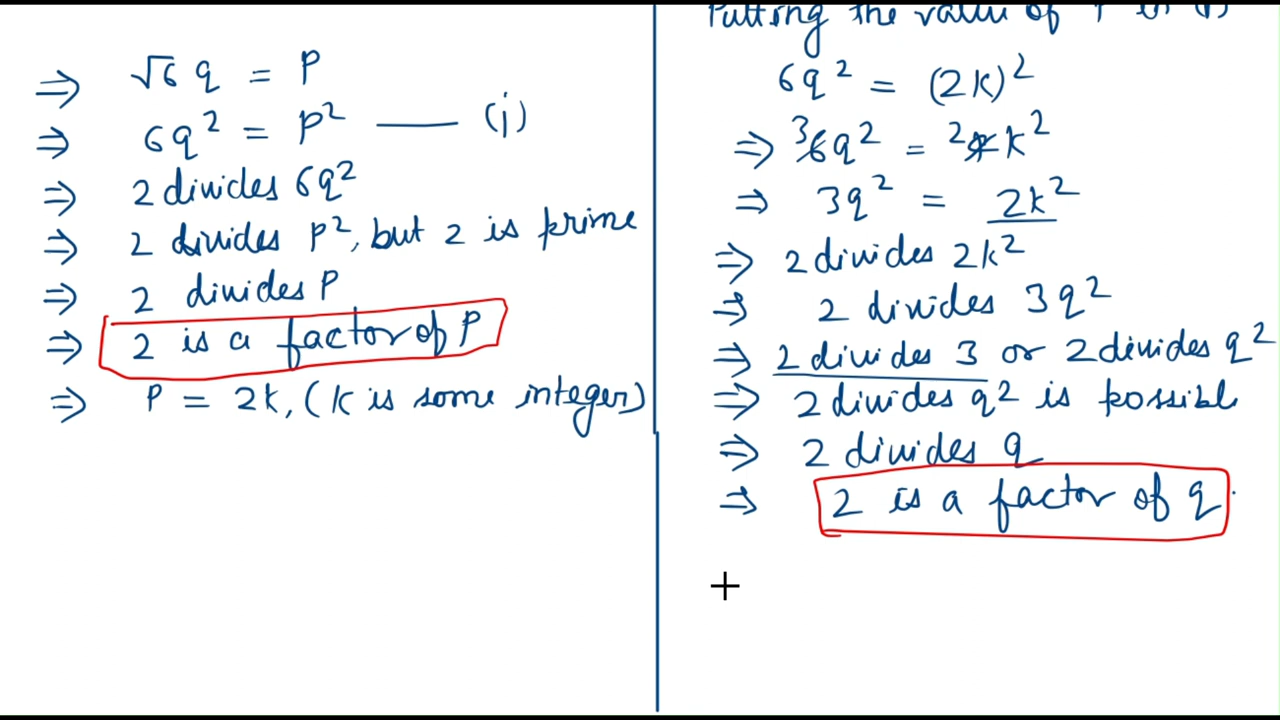 ⇒ √6 q = P
⇒ 6q² = P² —— (i)
⇒ 2 divides 6q²
⇒ 2 divides P², but 2 is prime
⇒ 2 divides P
⇒ 2 is a factor of P
⇒ P = 2k, (k is some integer)
Putting the value of P in (i)
6q² = (2k)²
⇒ ³6q² = ²4k²
⇒ 3q² = 2k²
⇒ 2 divides 2k²
⇒ 2 divides 3q²
⇒ 2 divides 3 or 2 divides q²
⇒ 2 divides q² is possible
⇒ 2 divides q
⇒ 2 is a factor of q.